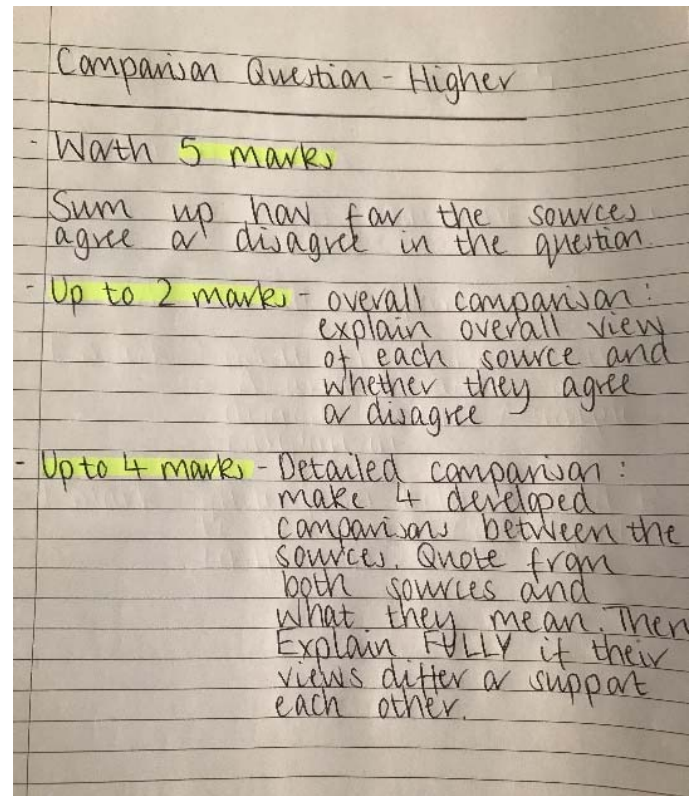 Comparison Question - Higher
- Worth 5 marks
Sum up how far the sources
agree or disagree in the question.
- Up to 2 marks - overall comparison:
explain overall view
of each source and
whether they agree
or disagree
- Up to 4 marks - Detailed comparison:
make 4 developed
comparisons between the
sources. Quote from
both sources and
what they mean. Then
Explain FULLY if their
views differ or support
each other.